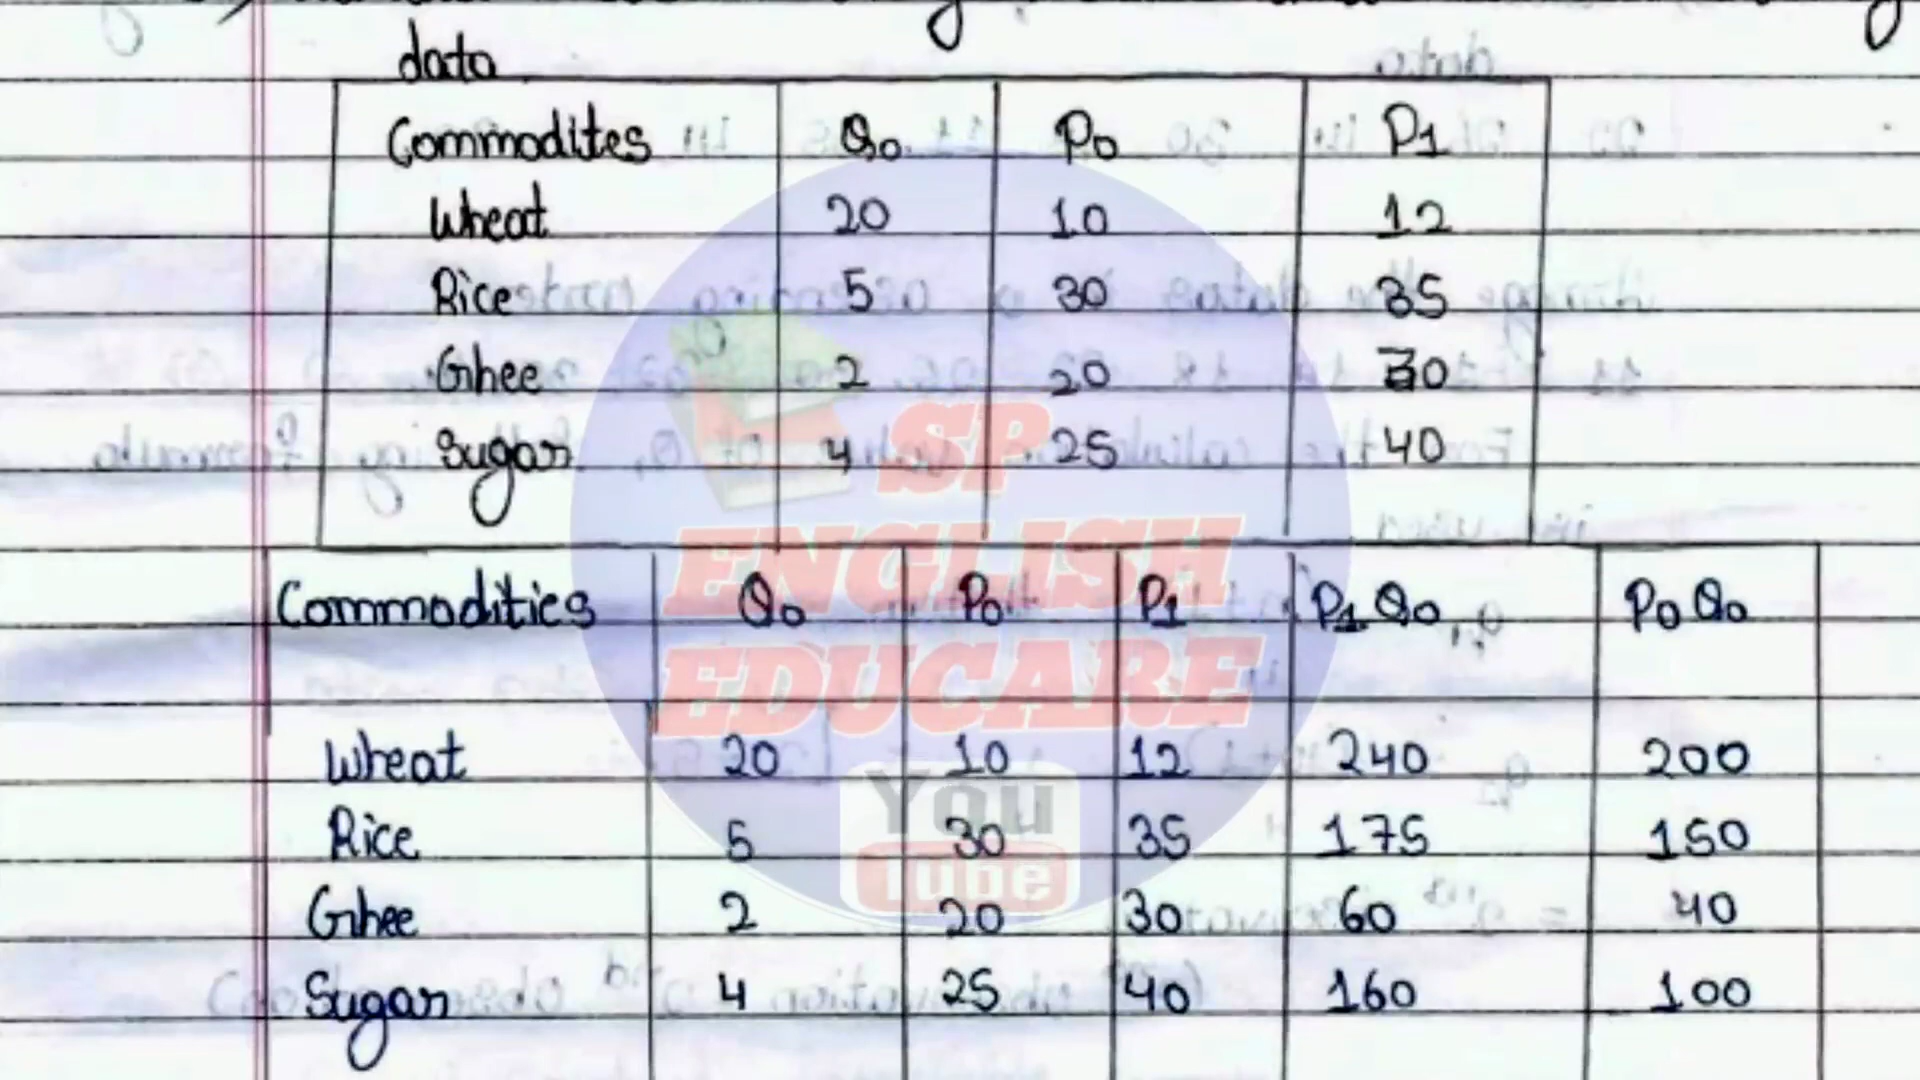 data
Commodites Q0 P0 P1
Wheat 20 10 12
Rice 5 30 35
Ghee 2 20 30
Sugar 4 25 40
SP
ENGLISH
EDUCARE
You
Tube
Commodities Q0 P0 P1 P1Q0 P0Q0
Wheat 20 10 12 240 200
Rice 5 30 35 175 150
Ghee 2 20 30 60 40
Sugar 4 25 40 160 100